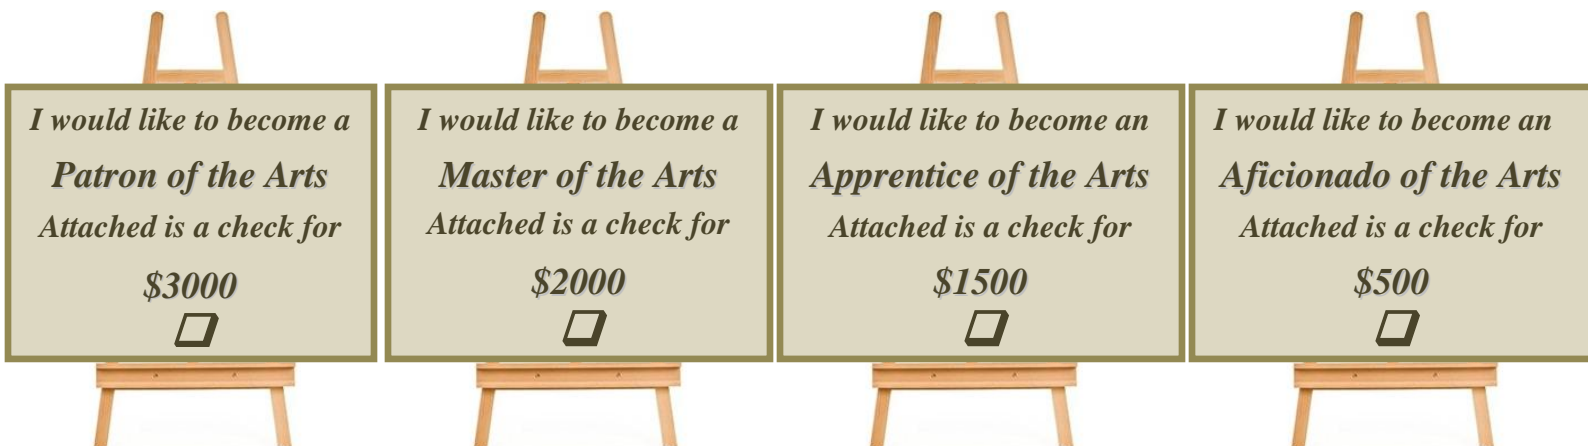 I would like to become a
Patron of the Arts
Attached is a check for
$3000
I would like to become a
Master of the Arts
Attached is a check for
$2000
I would like to become an
Apprentice of the Arts
Attached is a check for
$1500
I would like to become an
Aficionado of the Arts
Attached is a check for
$500